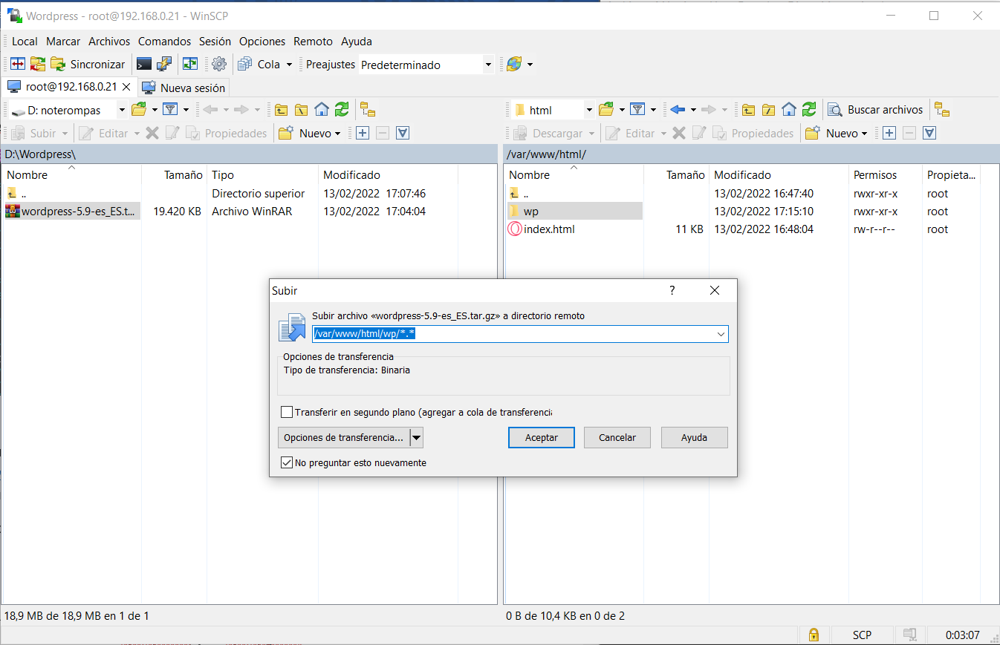 Wordpress - root@192.168.0.21 - WinSCP
Local Marcar Archivos Comandos Sesión Opciones Remoto Ayuda
Sincronizar Cola Preajustes Predeterminado
root@192.168.0.21 Nueva sesión
D: noterompas html Buscar archivos
Subir Editar Propiedades Nuevo Descargar Editar Propiedades Nuevo
D:\Wordpress\ /var/www/html/
Nombre Tamaño Tipo Modificado Nombre Tamaño Modificado Permisos Propieta...
.. Directorio superior 13/02/2022 17:07:46 .. 13/02/2022 16:47:40 rwxr-xr-x root
wordpress-5.9-es_ES.t... 19.420 KB Archivo WinRAR 13/02/2022 17:04:04 wp 13/02/2022 17:15:10 rwxr-xr-x root
index.html 11 KB 13/02/2022 16:48:04 rw-r--r-- root
Subir ?
Subir archivo «wordpress-5.9-es_ES.tar.gz» a directorio remoto
/var/www/html/wp/*.*
Opciones de transferencia
Tipo de transferencia: Binaria
Transferir en segundo plano (agregar a cola de transferencia
Opciones de transferencia... Aceptar Cancelar Ayuda
No preguntar esto nuevamente
18,9 MB de 18,9 MB en 1 de 1 0 B de 10,4 KB en 0 de 2
SCP 0:03:07